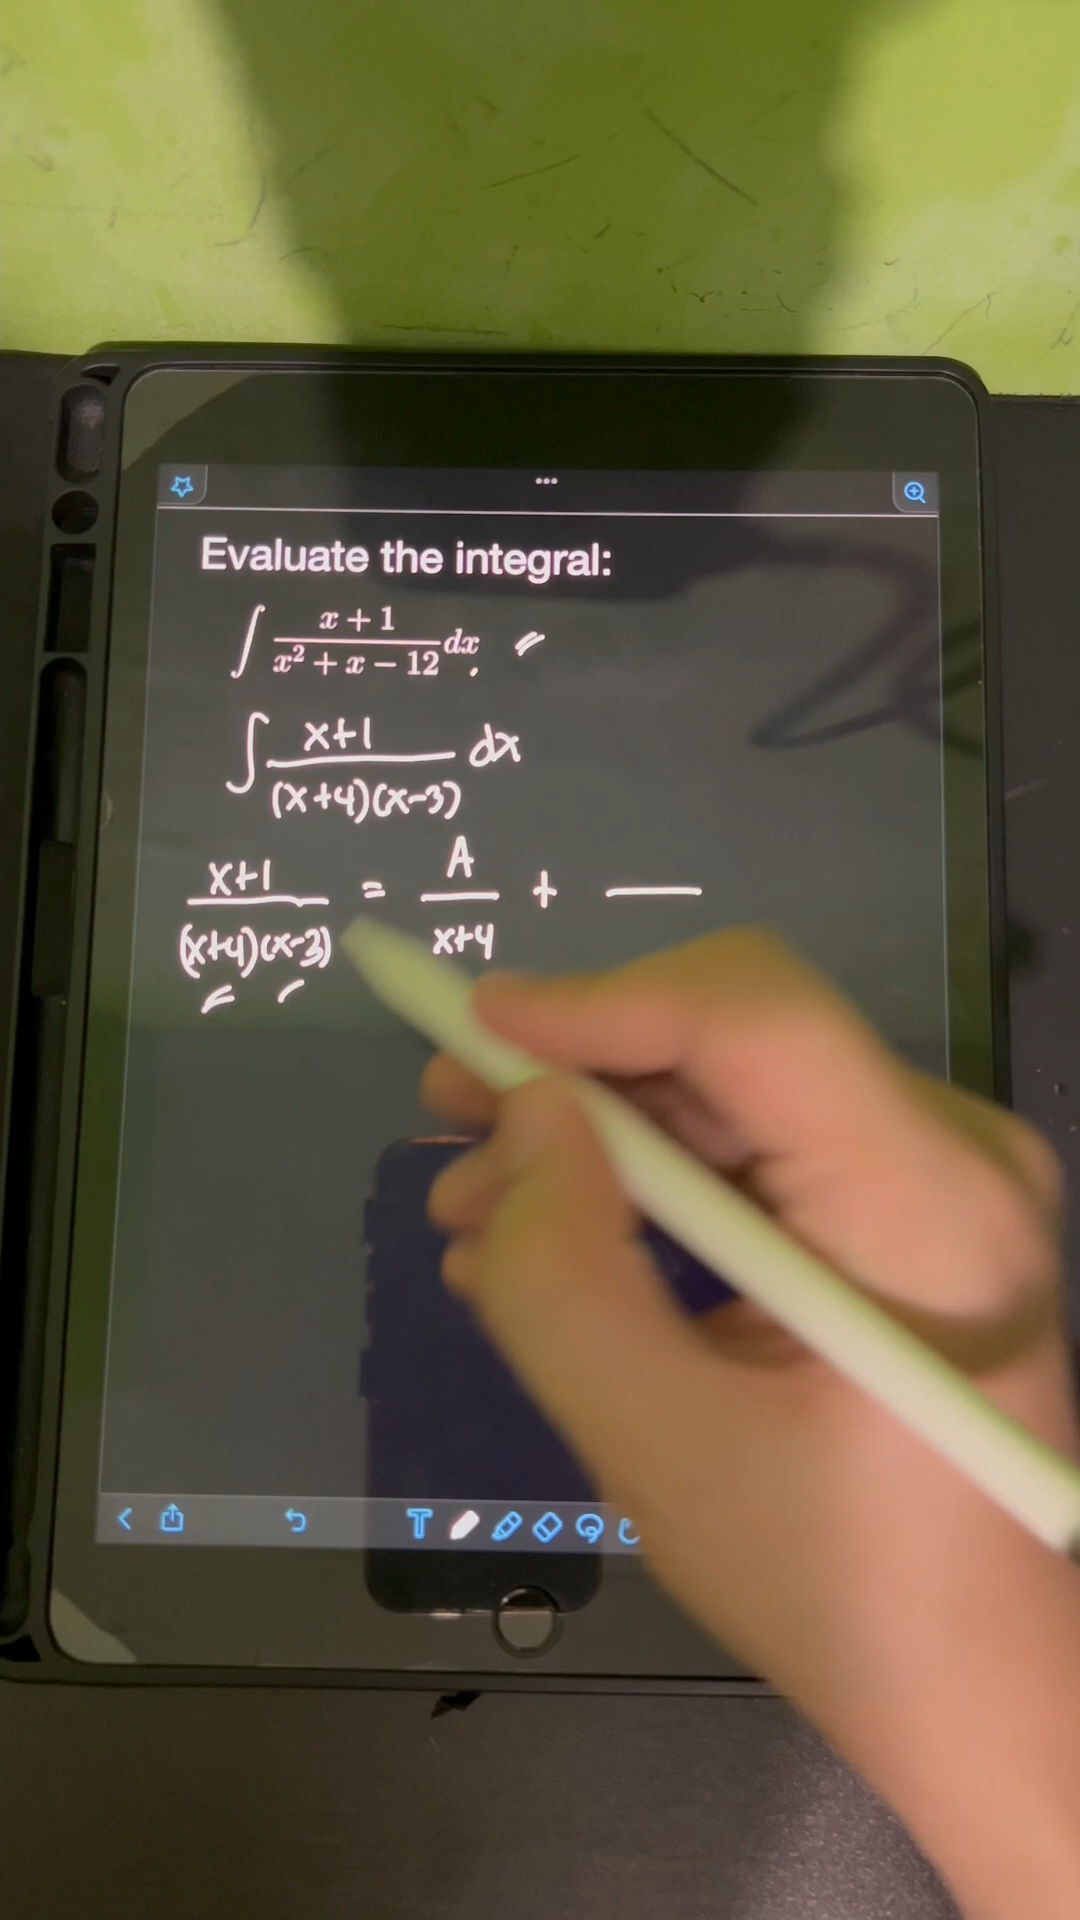 Evaluate the integral:
∫ (x + 1)/(x² + x − 12) dx
∫ (x+1)/((x+4)(x-3)) dx
(x+1)/((x+4)(x-3)) = A/(x+4) + —
T